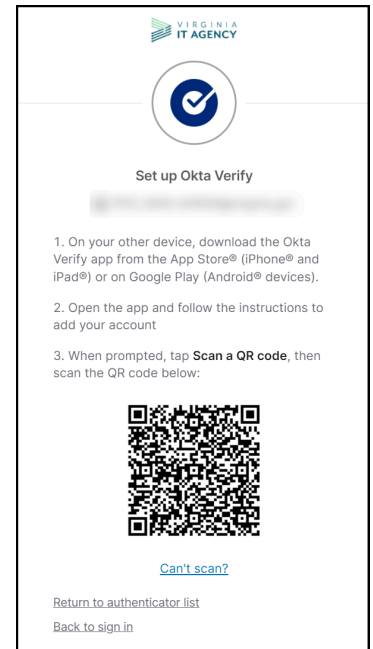 VIRGINIA
IT AGENCY
Set up Okta Verify
1. On your other device, download the Okta
Verify app from the App Store® (iPhone® and
iPad®) or on Google Play (Android® devices).
2. Open the app and follow the instructions to
add your account
3. When prompted, tap Scan a QR code, then
scan the QR code below:
Can't scan?
Return to authenticator list
Back to sign in